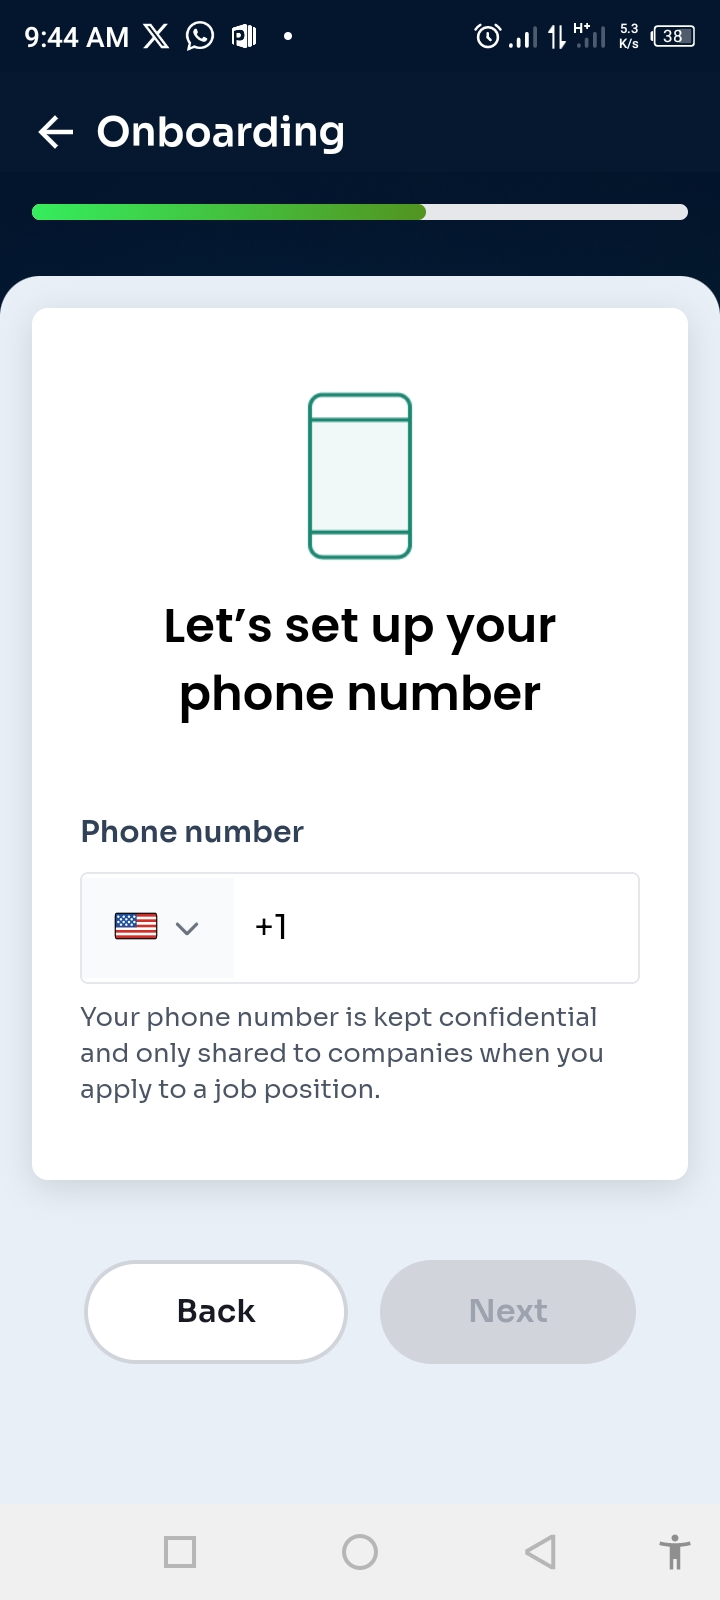 9:44 AM
H+
5.3
K/s
38
Onboarding
Let’s set up your
phone number
Phone number
+1
Your phone number is kept confidential
and only shared to companies when you
apply to a job position.
Back
Next